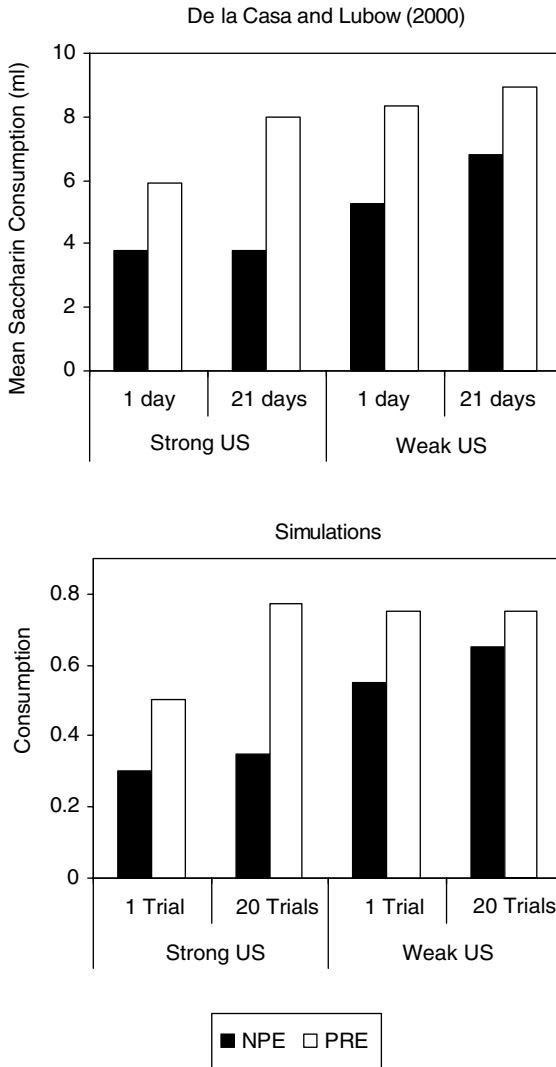 De la Casa and Lubow (2000)
Mean Saccharin Consumption (ml)
10
8
6
4
2
0
1 day 21 days 1 day 21 days
Strong US Weak US
Simulations
Consumption
0.8
0.6
0.4
0.2
0
1 Trial 20 Trials 1 Trial 20 Trials
Strong US Weak US
NPE PRE